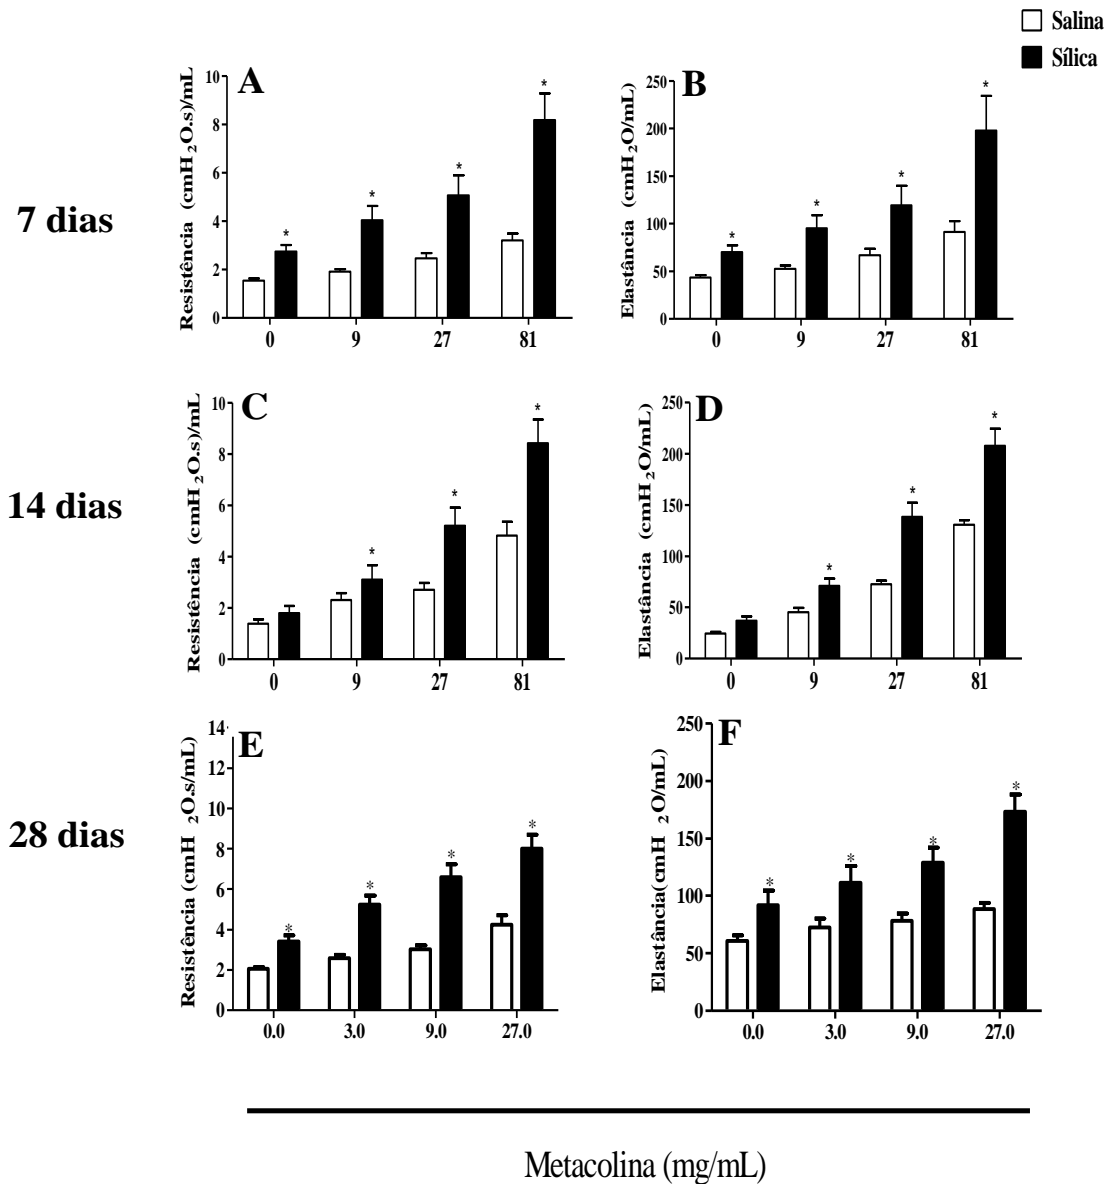 Salina
Sílica
7 dias
A
Resistência (cmH2O.s)/mL
10
8
6
4
2
0
* * * *
0 9 27 81
B
Elastância (cmH2O/mL)
250
200
150
100
50
0
* * * *
0 9 27 81
14 dias
C
Resistência (cmH2O.s)/mL
10
8
6
4
2
0
* * *
0 9 27 81
D
Elastância (cmH2O/mL)
250
200
150
100
50
0
* * *
0 9 27 81
28 dias
E
Resistência (cmH2O.s/mL)
14
12
10
8
6
4
2
0
* * * *
0.0 3.0 9.0 27.0
F
Elastância(cmH2O/mL)
250
200
150
100
50
0
* * * *
0.0 3.0 9.0 27.0
Metacolina (mg/mL)